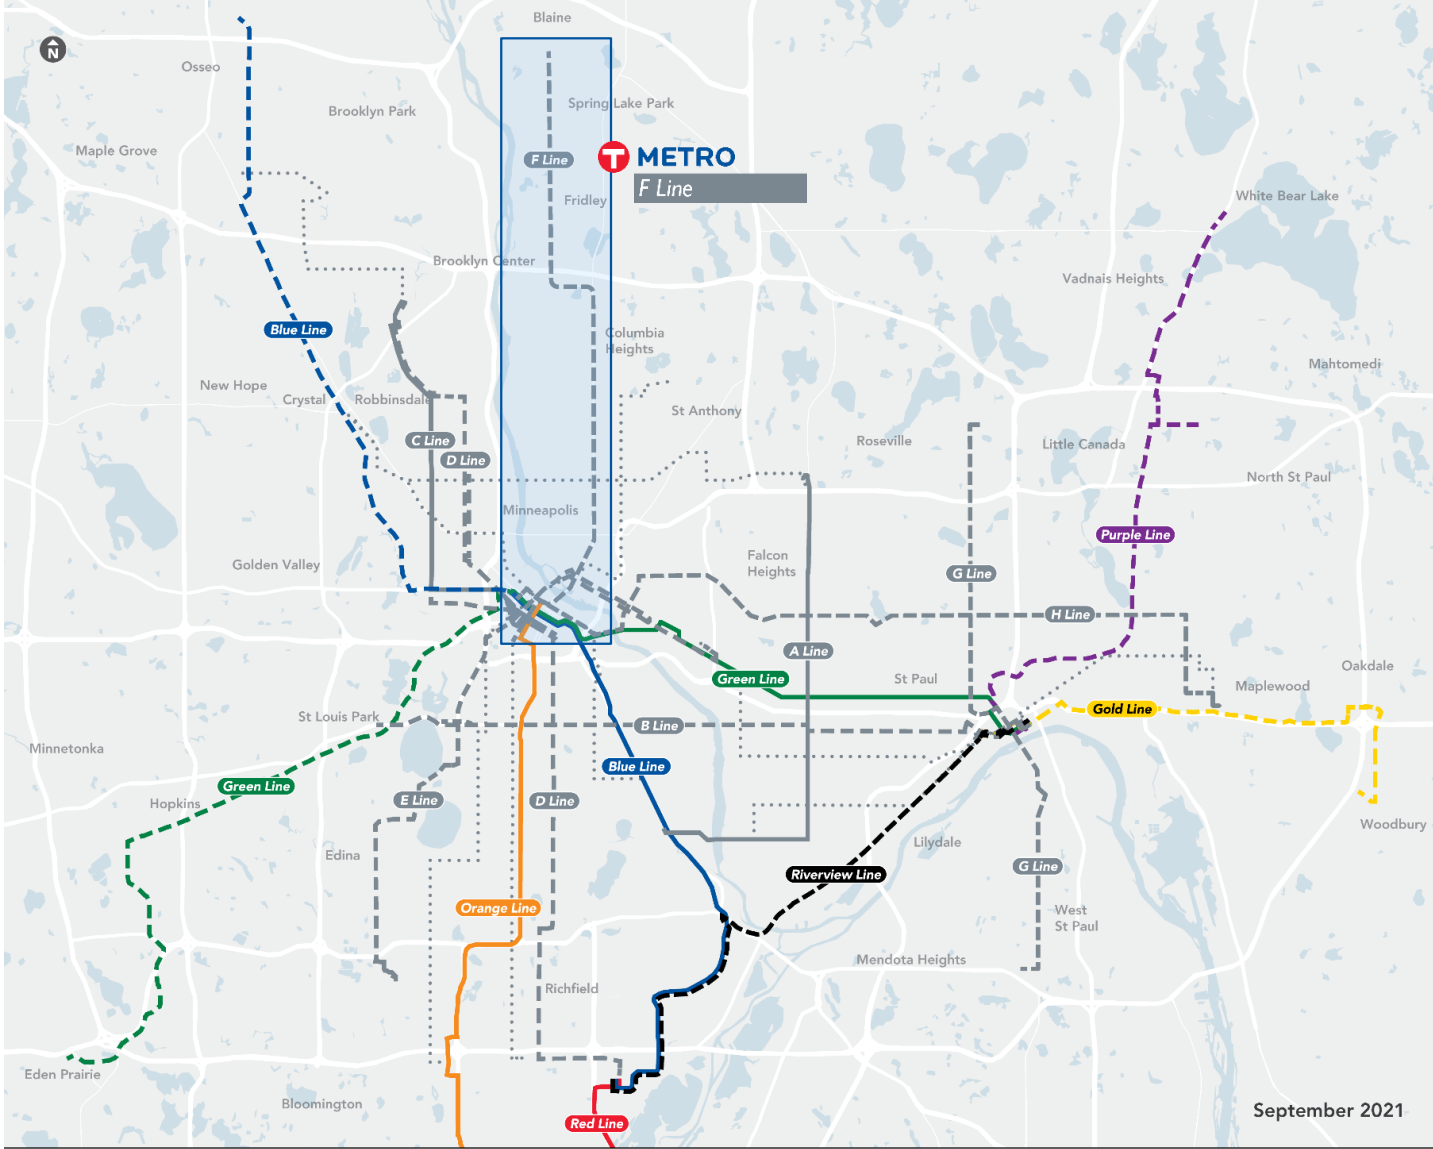 Blaine
N
Osseo
Spring Lake Park
Brooklyn Park
Maple Grove
F Line
T METRO
F Line
Fridley
White Bear Lake
Brooklyn Center
Vadnais Heights
Blue Line
Columbia
Heights
Mahtomedi
New Hope
Crystal
Robbinsdale
St Anthony
C Line
D Line
Roseville
Little Canada
North St Paul
Minneapolis
Purple Line
Golden Valley
Falcon
Heights
G Line
H Line
A Line
Green Line
St Paul
Oakdale
Maplewood
Gold Line
St Louis Park
B Line
Minnetonka
Blue Line
Green Line
Hopkins
E Line
D Line
Woodbury
Edina
Lilydale
Riverview Line
G Line
Orange Line
West
St Paul
Mendota Heights
Richfield
Eden Prairie
Bloomington
Red Line
September 2021